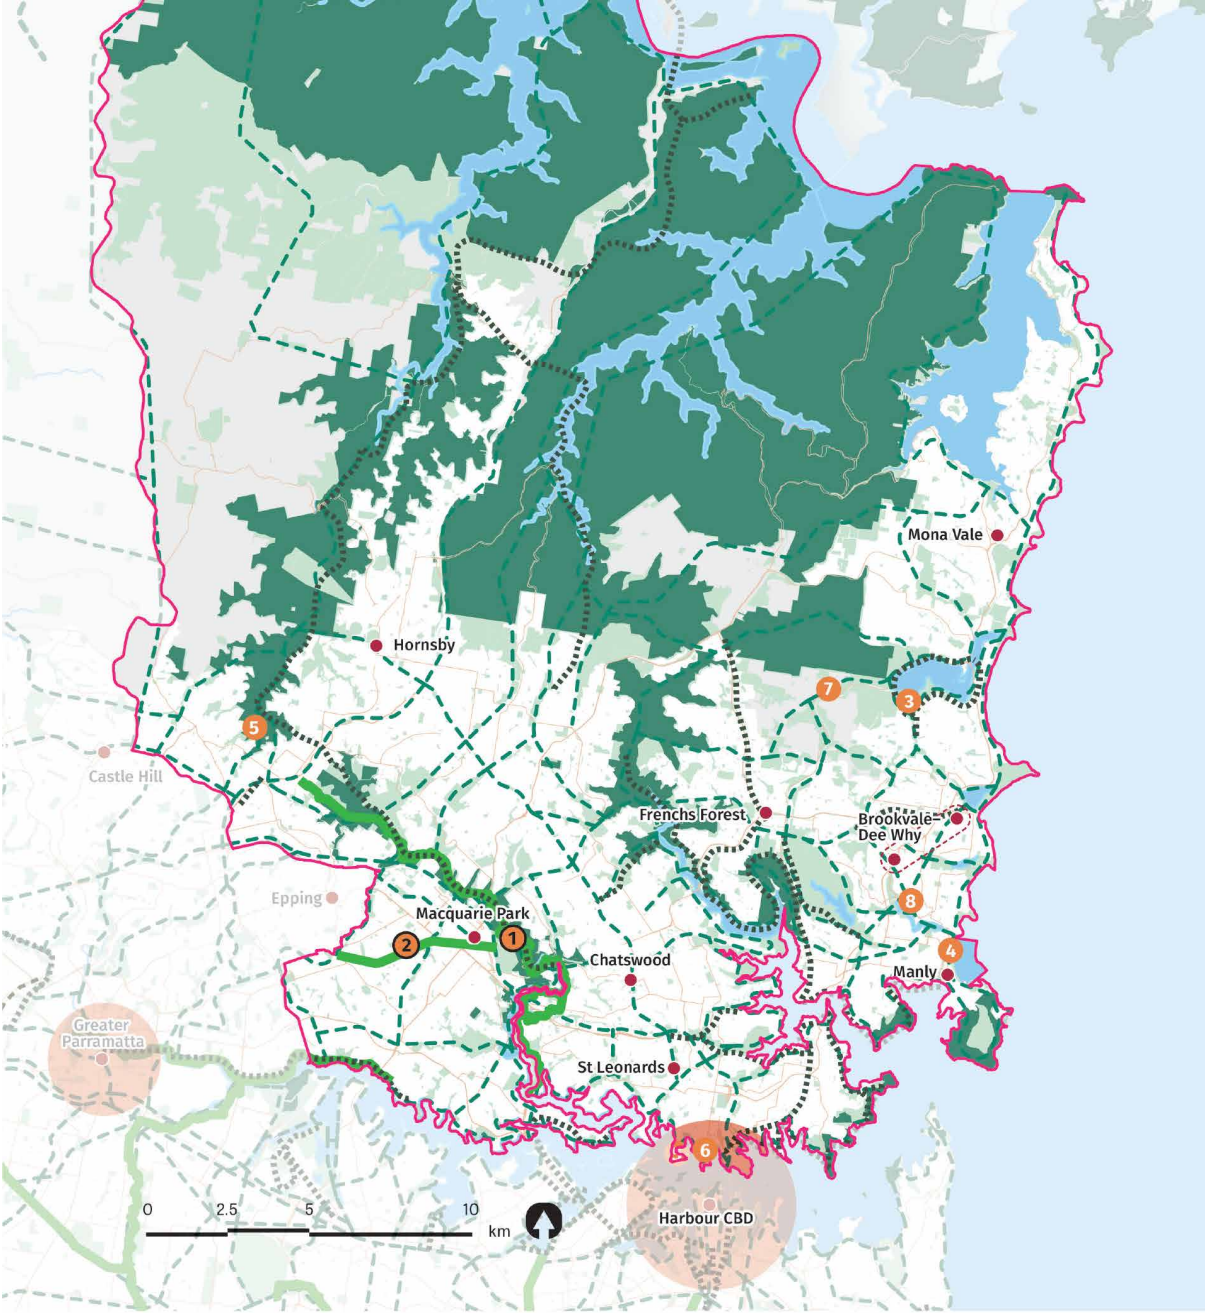 Mona Vale
Hornsby
7
3
5
Castle Hill
Frenchs Forest
Brookvale-
Dee Why
Epping
8
Macquarie Park
2
1
4
Chatswood
Manly
Greater
Parramatta
St Leonards
6
0 2.5 5 10
km
Harbour CBD